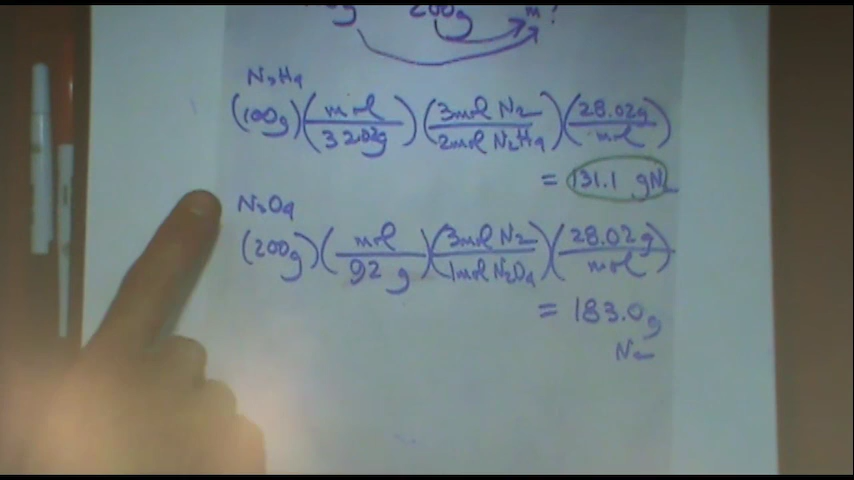 200g m?
N₂H₄
(100g)(mol/32.02g)(3mol N₂/2mol N₂H₄)(28.02g/mol)
= 131.1 gN₂
N₂O₄
(200g)(mol/92 g)(3mol N₂/1mol N₂O₄)(28.02g/mol)
= 183.0g
N₂